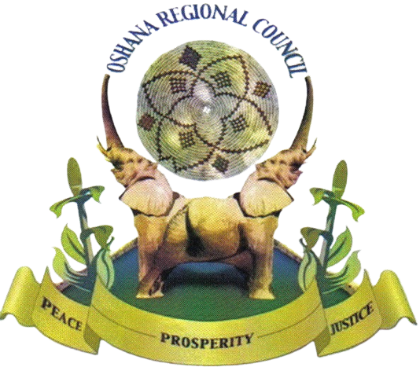 OSHANA REGIONAL COUNCIL
PEACE
PROSPERITY
JUSTICE